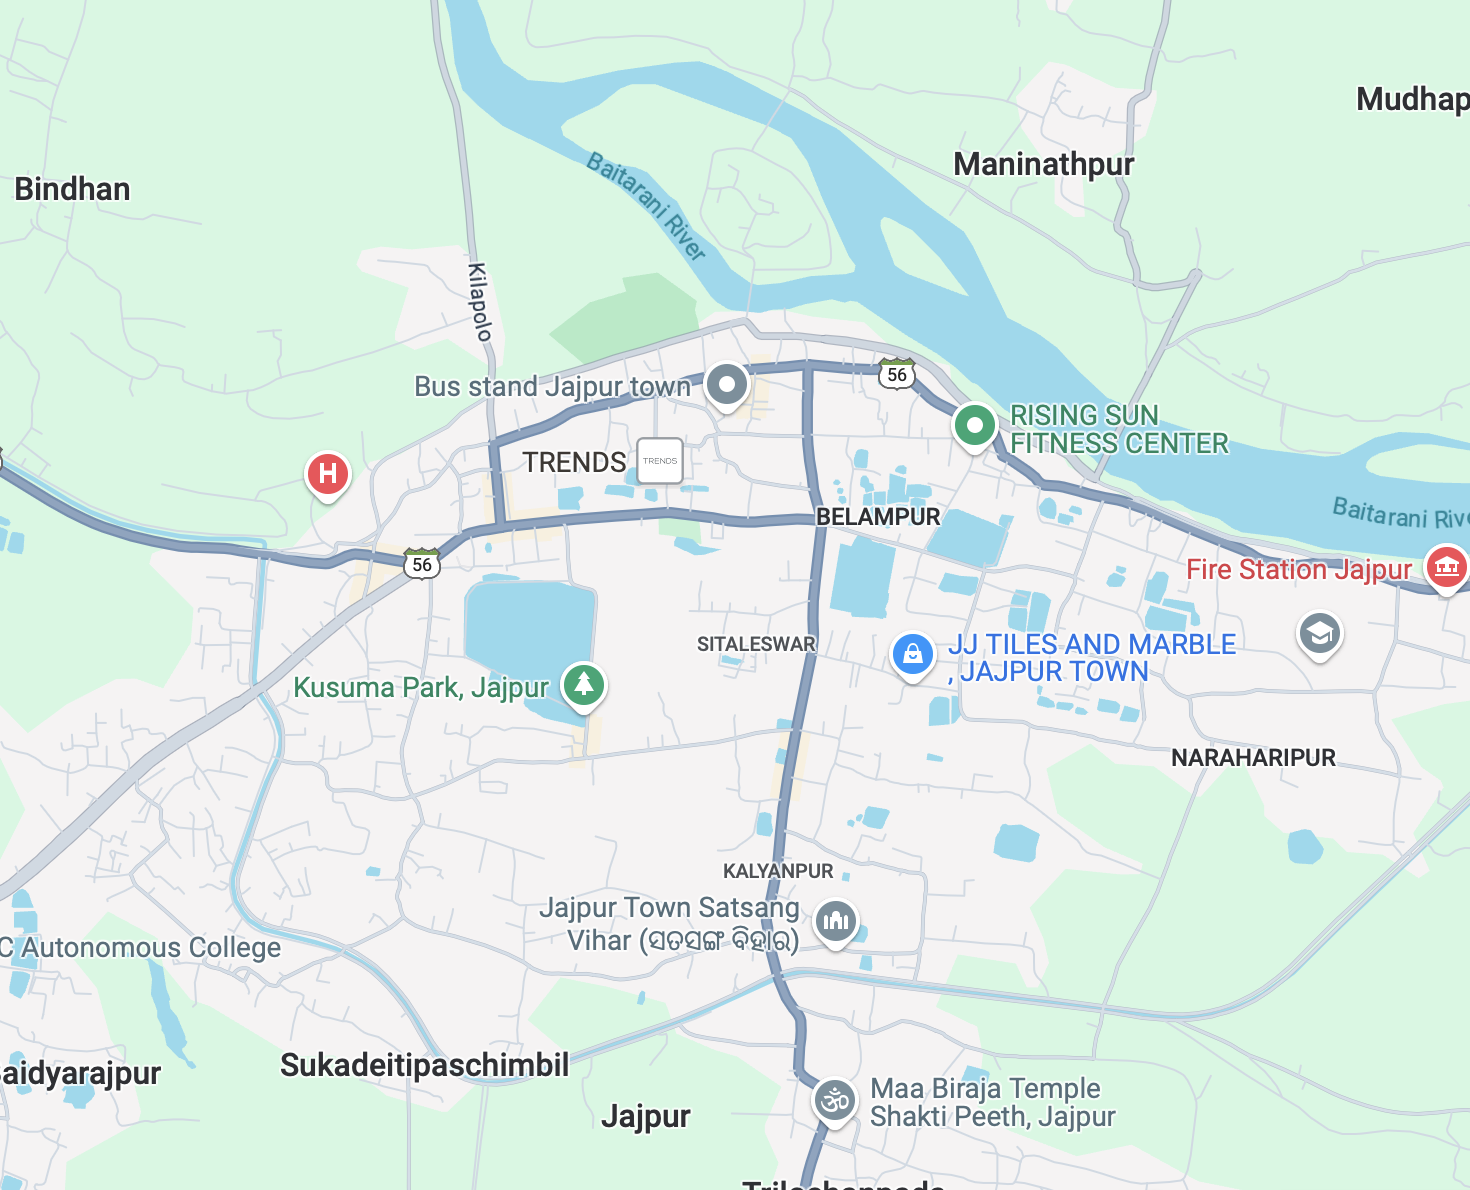 Mudhap
Maninathpur
Bindhan
Baitarani River
Kilapolo
56
Bus stand Jajpur town
RISING SUN
FITNESS CENTER
TRENDS
TRENDS
H
BELAMPUR
Baitarani Rive
56
Fire Station Jajpur
SITALESWAR
JJ TILES AND MARBLE
, JAJPUR TOWN
Kusuma Park, Jajpur
NARAHARIPUR
KALYANPUR
Jajpur Town Satsang
Vihar (ସତସଙ୍ଗ ବିହାର)
C Autonomous College
Sukadeitipaschimbil
aidyarajpur
Maa Biraja Temple
Shakti Peeth, Jajpur
ॐ
Jajpur